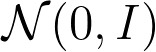 𝒩(0, I)